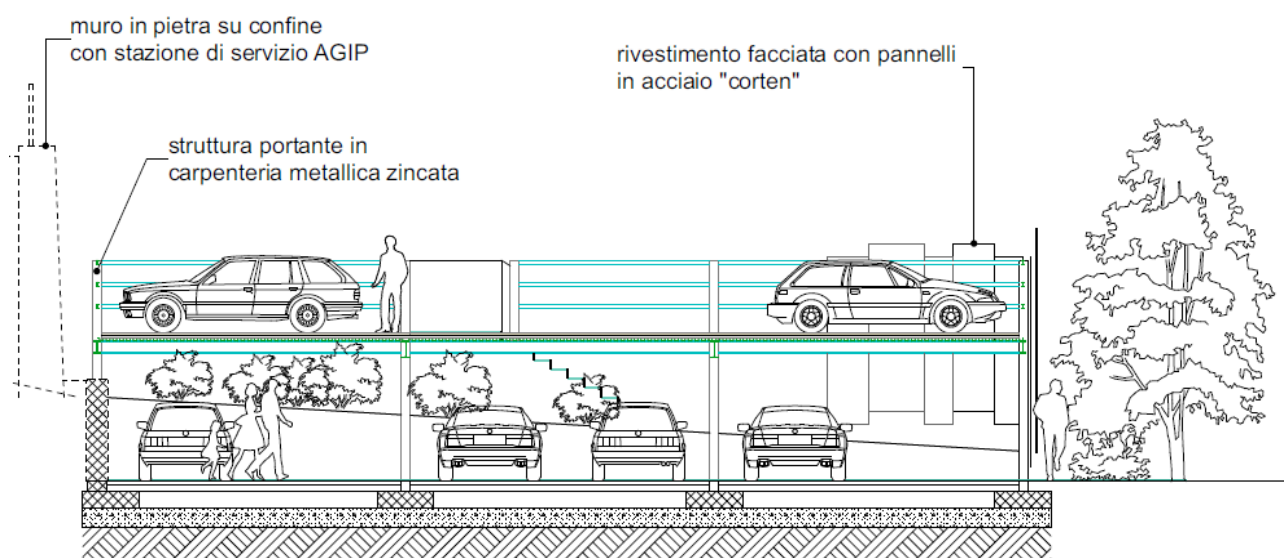 muro in pietra su confine
con stazione di servizio AGIP
rivestimento facciata con pannelli
in acciaio "corten"
struttura portante in
carpenteria metallica zincata